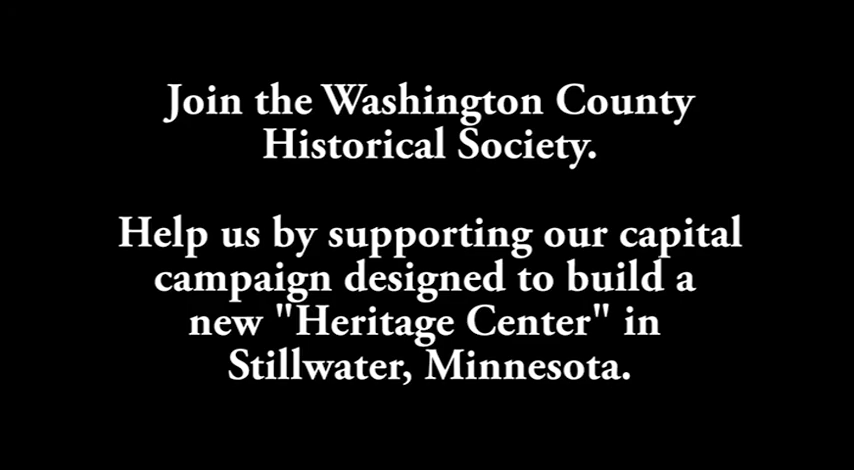 Join the Washington County
Historical Society.
Help us by supporting our capital
campaign designed to build a
new "Heritage Center" in
Stillwater, Minnesota.